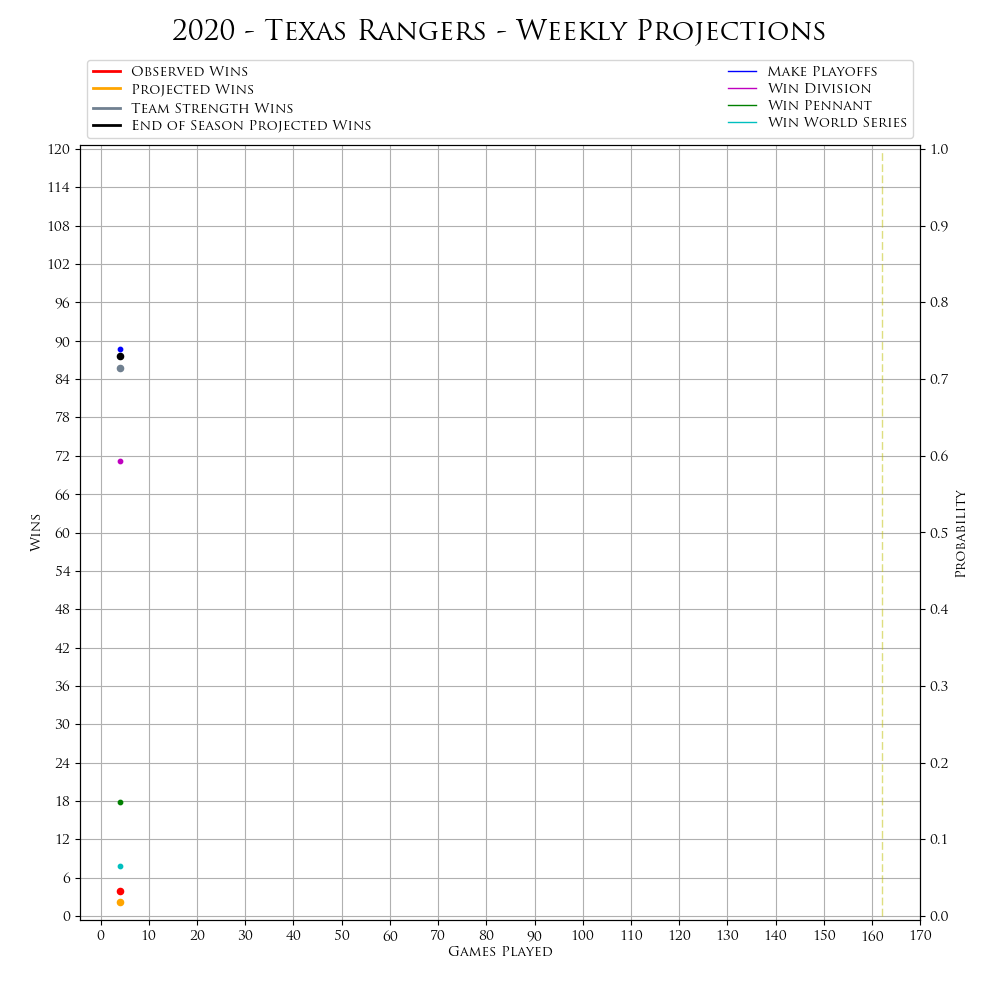 2020 - Texas Rangers - Weekly Projections
Observed Wins
Projected Wins
Team Strength Wins
End of Season Projected Wins
Make Playoffs
Win Division
Win Pennant
Win World Series
120
114
108
102
96
90
84
78
72
66
60
54
48
42
36
30
24
18
12
6
0
Wins
1.0
0.9
0.8
0.7
0.6
0.5
0.4
0.3
0.2
0.1
0.0
Probability
0 10 20 30 40 50 60 70 80 90 100 110 120 130 140 150 160 170
Games Played